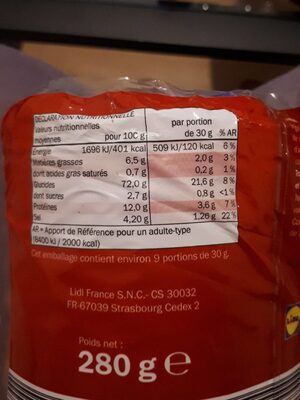 DÉCLARATION NUTRITIONNELLE
Valeurs nutritionnelles moyennes pour 100 g par portion de 30 g % AR
Énergie 1696 kJ/401 kcal 509 kJ/120 kcal 6 %
Matières grasses 6,5 g 2,0 g 3 %
dont acides gras saturés 0,7 g 0,2 g 1 %
Glucides 72,0 g 21,6 g 8 %
dont sucres 2,7 g 0,8 g <1 %
Protéines 12,0 g 3,6 g 7 %
Sel 4,20 g 1,26 g 22 %
AR = Apport de Référence pour un adulte-type
(8400 kJ / 2000 kcal)
Cet emballage contient environ 9 portions de 30 g.
Lidl France S.N.C.- CS 30032
FR-67039 Strasbourg Cedex 2
Poids net :
280 g e